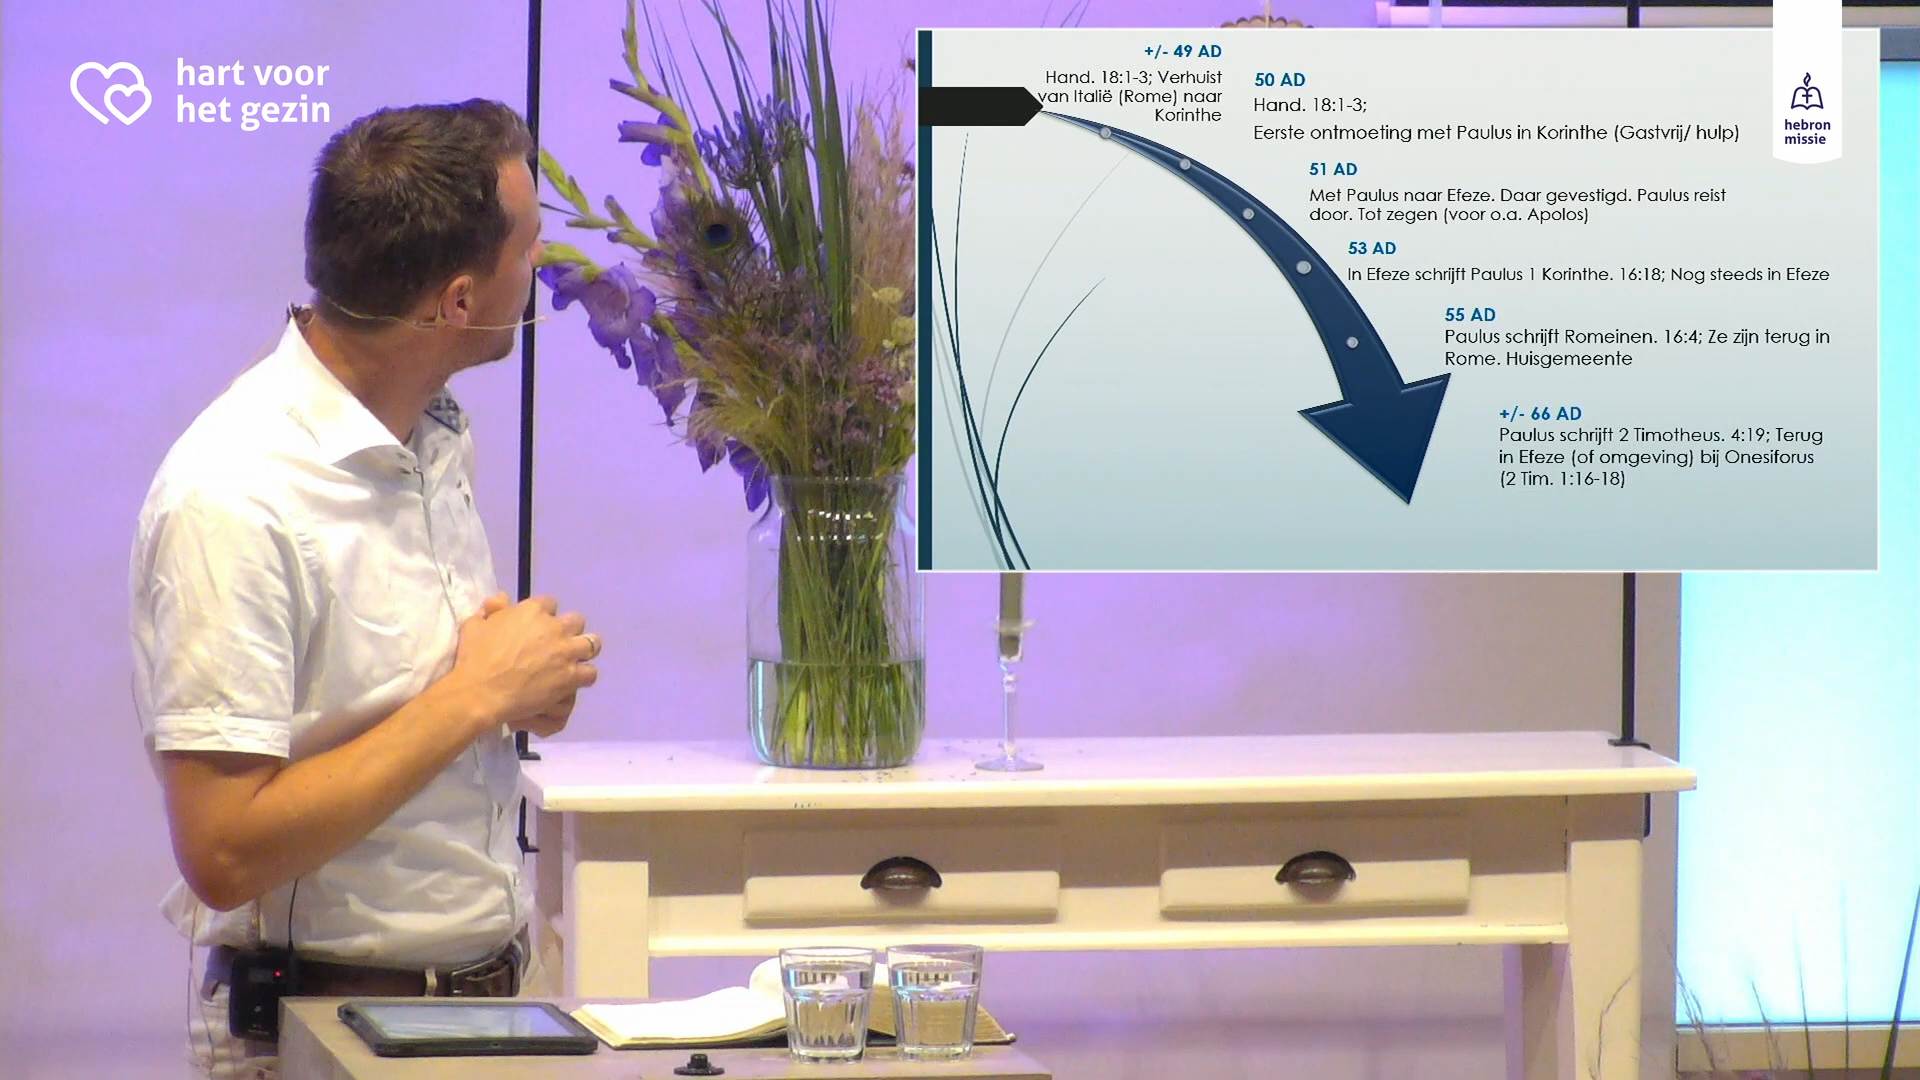 hart voor
het gezin
+/- 49 AD
Hand. 18:1-3; Verhuist
van Italië (Rome) naar
Korinthe
50 AD
Hand. 18:1-3;
Eerste ontmoeting met Paulus in Korinthe (Gastvrij/ hulp)
51 AD
Met Paulus naar Efeze. Daar gevestigd. Paulus reist
door. Tot zegen (voor o.a. Apolos)
53 AD
In Efeze schrijft Paulus 1 Korinthe. 16:18; Nog steeds in Efeze
55 AD
Paulus schrijft Romeinen. 16:4; Ze zijn terug in
Rome. Huisgemeente
+/- 66 AD
Paulus schrijft 2 Timotheus. 4:19; Terug
in Efeze (of omgeving) bij Onesiforus
(2 Tim. 1:16-18)
hebron
missie